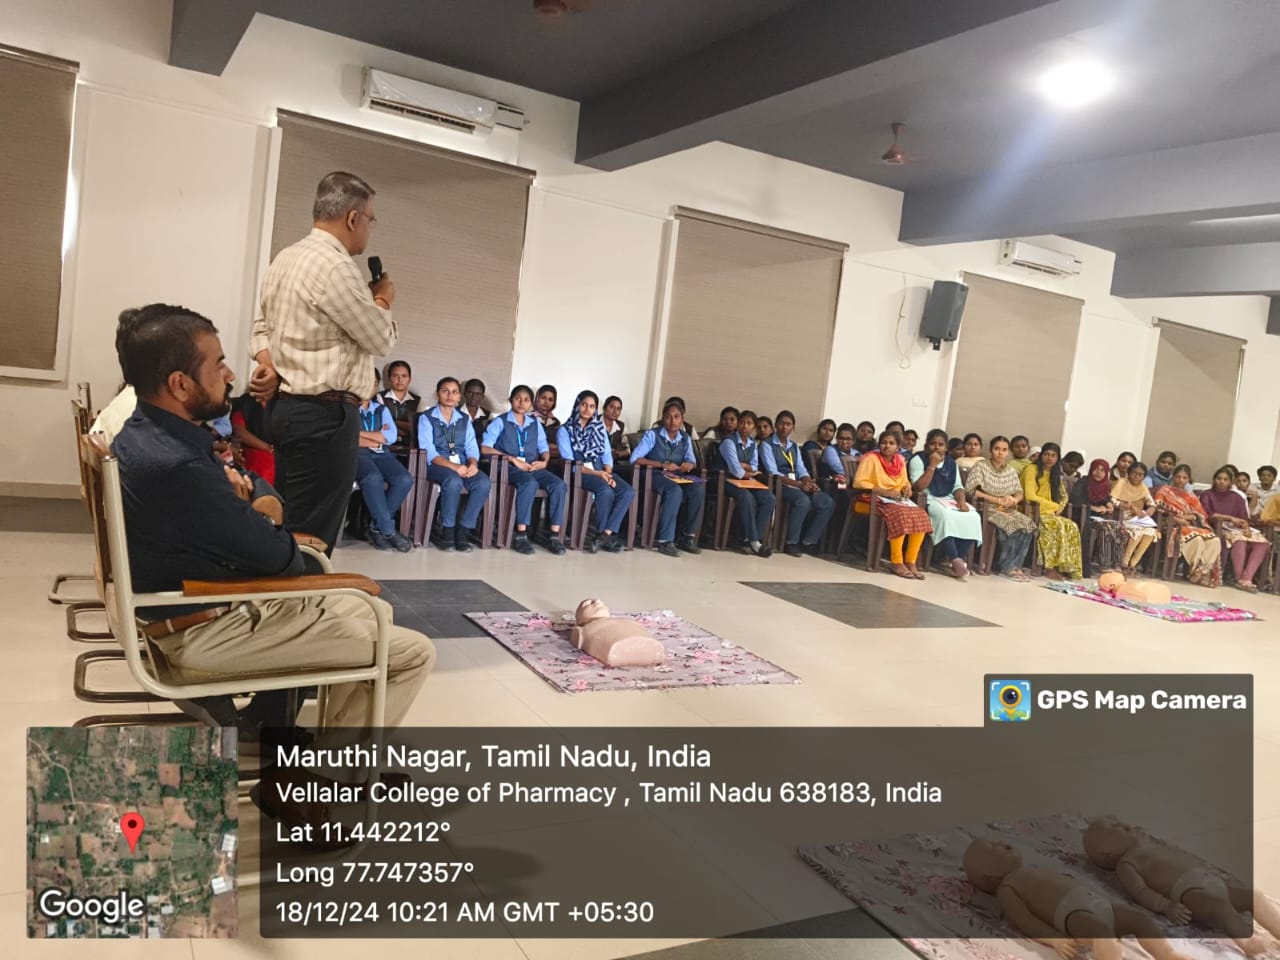 GPS Map Camera
Maruthi Nagar, Tamil Nadu, India
Vellalar College of Pharmacy , Tamil Nadu 638183, India
Lat 11.442212°
Long 77.747357°
18/12/24 10:21 AM GMT +05:30
Google